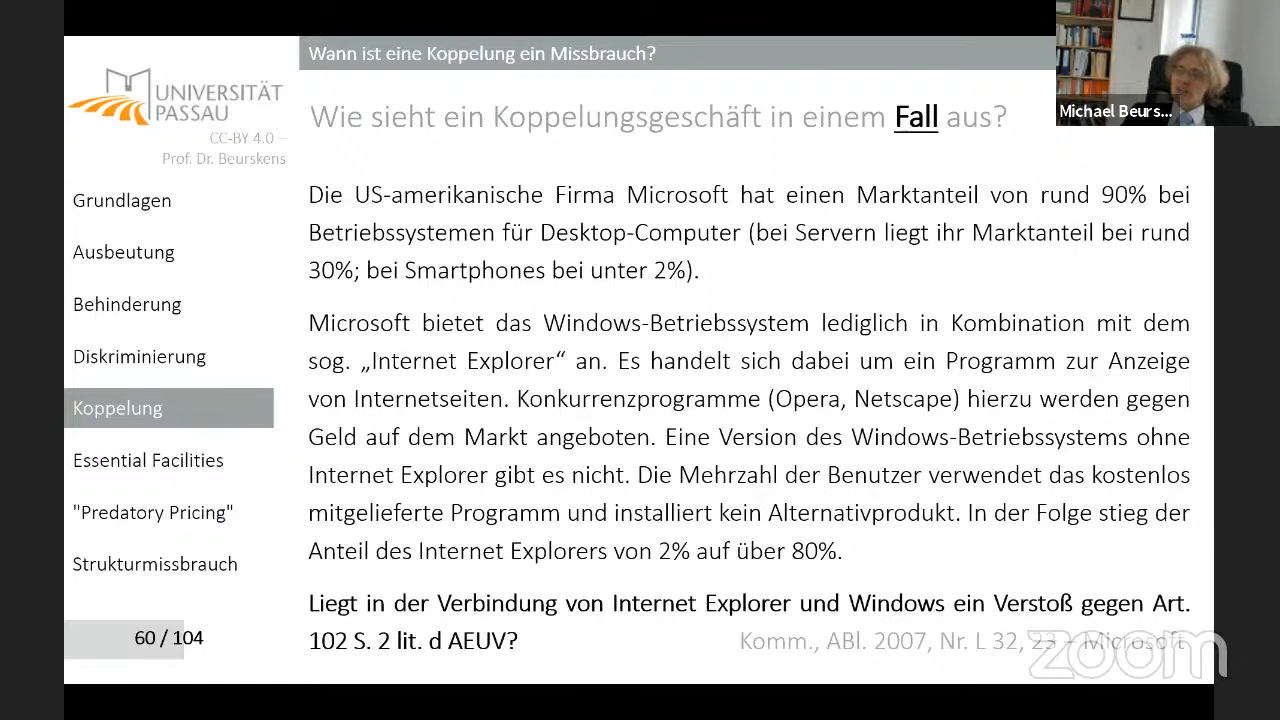 Wann ist eine Koppelung ein Missbrauch?
UNIVERSITÄT
PASSAU
CC-BY 4.0 –
Prof. Dr. Beurskens
Wie sieht ein Koppelungsgeschäft in einem Fall aus?
Michael Beurs...
Grundlagen
Ausbeutung
Behinderung
Diskriminierung
Koppelung
Essential Facilities
"Predatory Pricing"
Strukturmissbrauch
60 / 104
Die US-amerikanische Firma Microsoft hat einen Marktanteil von rund 90% bei
Betriebssystemen für Desktop-Computer (bei Servern liegt ihr Marktanteil bei rund
30%; bei Smartphones bei unter 2%).
Microsoft bietet das Windows-Betriebssystem lediglich in Kombination mit dem
sog. „Internet Explorer“ an. Es handelt sich dabei um ein Programm zur Anzeige
von Internetseiten. Konkurrenzprogramme (Opera, Netscape) hierzu werden gegen
Geld auf dem Markt angeboten. Eine Version des Windows-Betriebssystems ohne
Internet Explorer gibt es nicht. Die Mehrzahl der Benutzer verwendet das kostenlos
mitgelieferte Programm und installiert kein Alternativprodukt. In der Folge stieg der
Anteil des Internet Explorers von 2% auf über 80%.
Liegt in der Verbindung von Internet Explorer und Windows ein Verstoß gegen Art.
102 S. 2 lit. d AEUV?
Komm., ABl. 2007, Nr. L 32, 23 – Microsoft
zoom